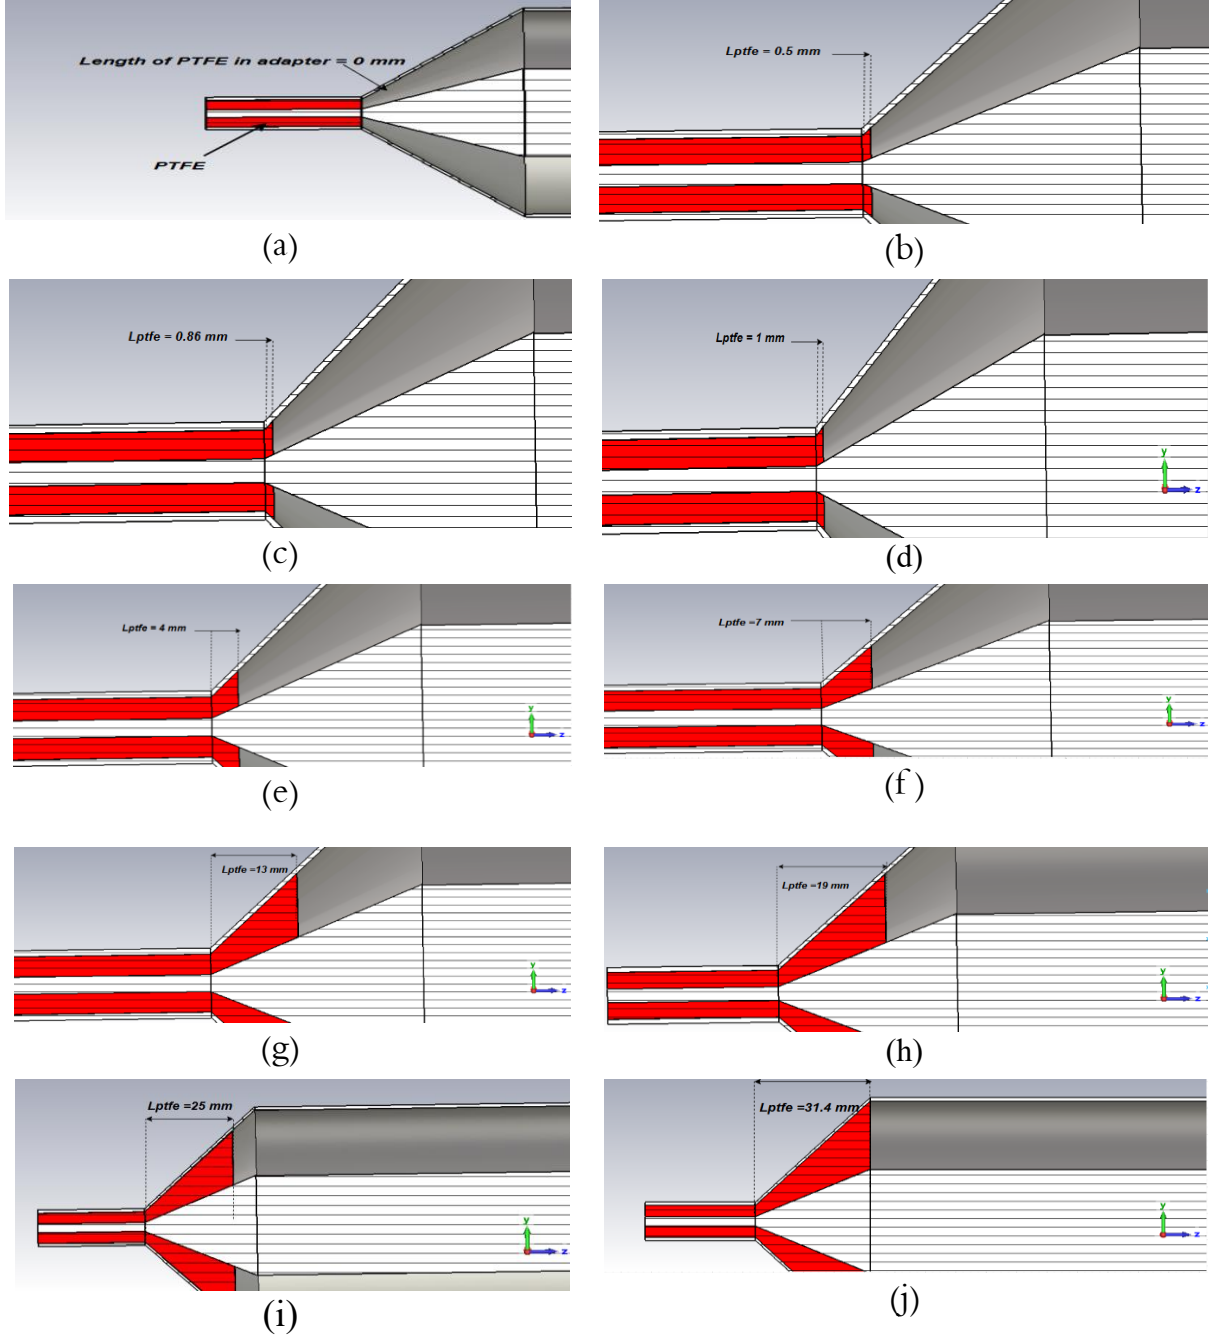 Length of PTFE in adapter = 0 mm
PTFE
(a)
Lptfe = 0.5 mm
(b)
Lptfe = 0.86 mm
(c)
Lptfe = 1 mm
y
z
(d)
Lptfe = 4 mm
y
z
(e)
Lptfe =7 mm
y
z
(f )
Lptfe =13 mm
y
z
(g)
Lptfe =19 mm
y
z
(h)
Lptfe =25 mm
y
z
(i)
Lptfe =31.4 mm
y
z
(j)